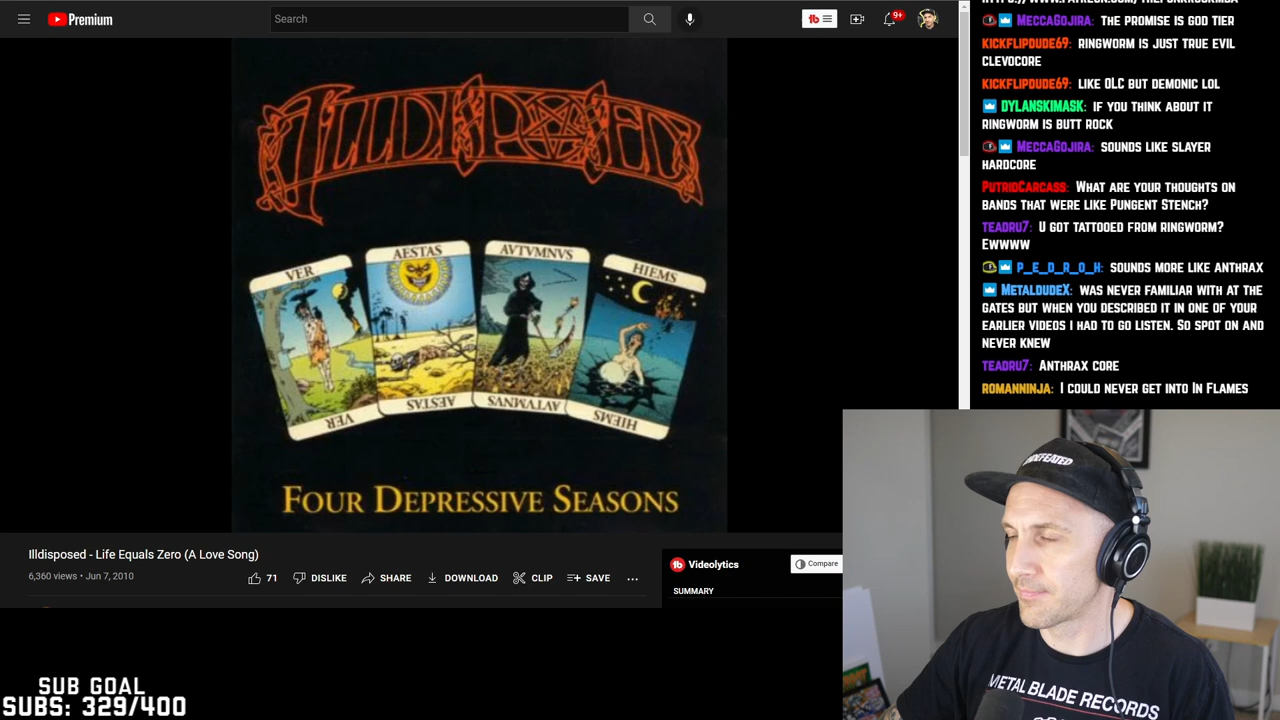 Premium
Search
9+
ILLDISPOSED
VER
AESTAS
AVTVMNVS
HIEMS
VER
AESTAS
AVTVMNVS
HIEMS
FOUR DEPRESSIVE SEASONS
Illdisposed - Life Equals Zero (A Love Song)
6,360 views • Jun 7, 2010
71
DISLIKE
SHARE
DOWNLOAD
CLIP
SAVE
Videolytics
Compare
SUMMARY
SUB GOAL
SUBS: 329/400
MeccaGojira: THE PROMISE IS GOD TIER
KICKFLIPDUDE69: RINGWORM IS JUST TRUE EVIL
CLEVOCORE
KICKFLIPDUDE69: LIKE OLC BUT DEMONIC LOL
DYLANSKIMASK: IF YOU THINK ABOUT IT
RINGWORM IS BUTT ROCK
MeccaGojira: SOUNDS LIKE SLAYER
HARDCORE
PutridCarcass: WHAT ARE YOUR THOUGHTS ON
BANDS THAT WERE LIKE PUNGENT STENCH?
TEADRU7: U GOT TATTOOED FROM RINGWORM?
EWWWW
P_E_D_R_O_H: SOUNDS MORE LIKE ANTHRAX
MetaldudeX: WAS NEVER FAMILIAR WITH AT THE
GATES BUT WHEN YOU DESCRIBED IT IN ONE OF YOUR
EARLIER VIDEOS I HAD TO GO LISTEN. SO SPOT ON AND
NEVER KNEW
TEADRU7: ANTHRAX CORE
ROMANNINJA: I COULD NEVER GET INTO IN FLAMES
UNDEFEATED
METAL BLADE RECORDS